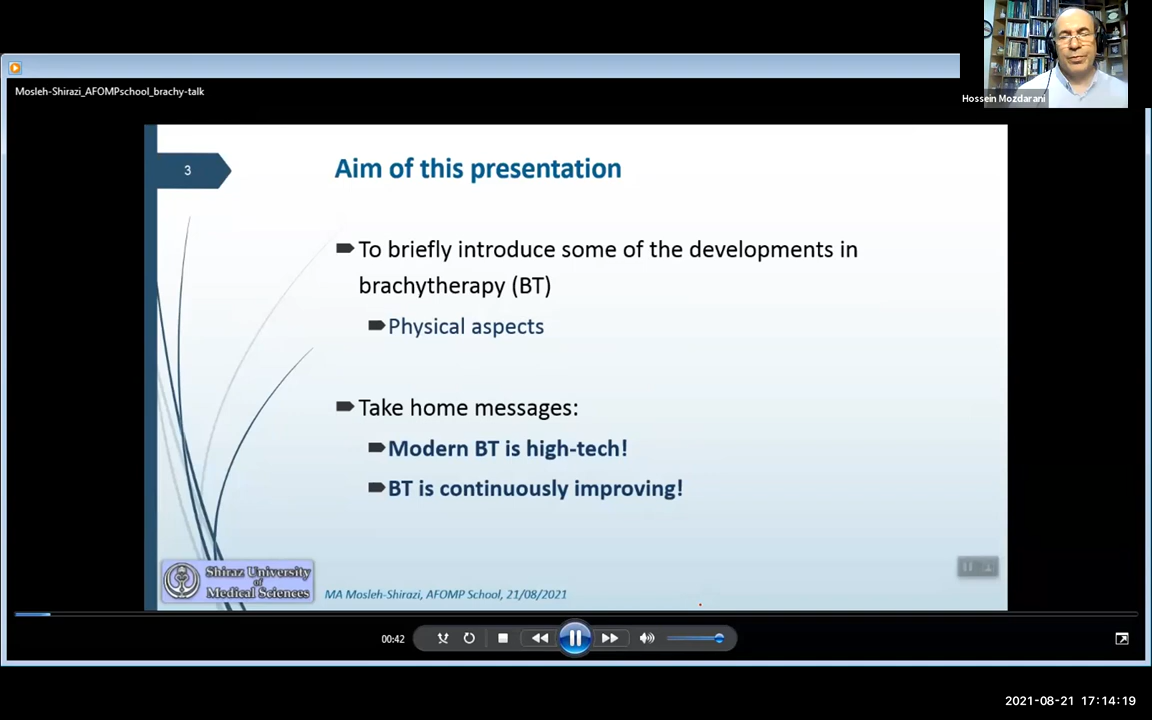 Hossein Mozdarani
Mosleh-Shirazi_AFOMPschool_brachy-talk
3
Aim of this presentation
To briefly introduce some of the developments in
brachytherapy (BT)
Physical aspects
Take home messages:
Modern BT is high-tech!
BT is continuously improving!
Shiraz University
of
Medical Sciences
MA Mosleh-Shirazi, AFOMP School, 21/08/2021
00:42
2021-08-21 17:14:19